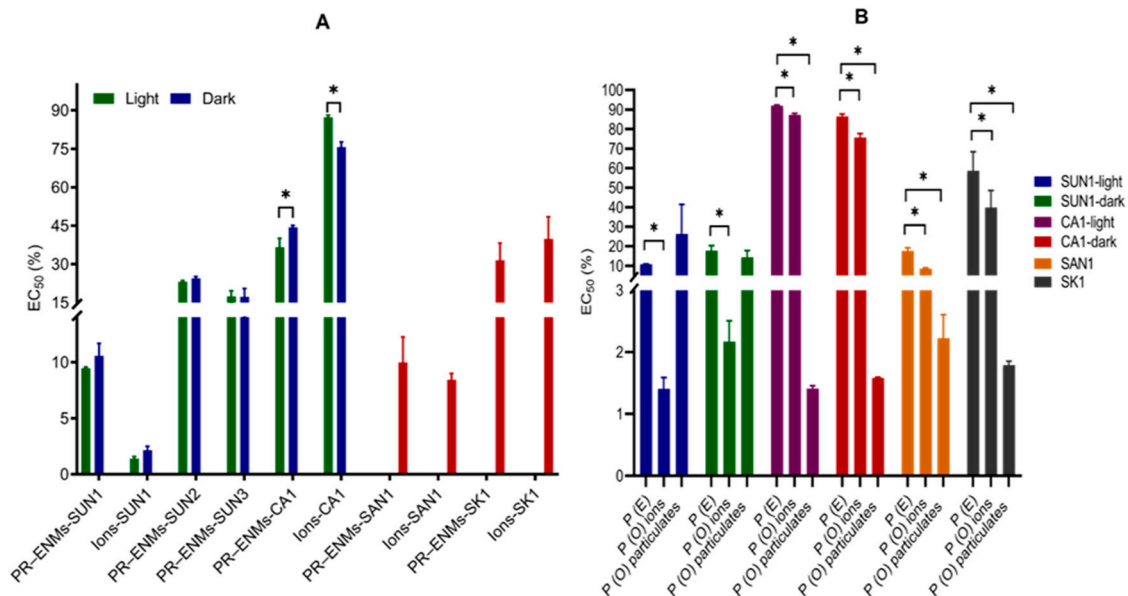 A
Light Dark
*
*
EC50 (%)
90
75
60
45
30
15
10
5
0
PR–ENMs-SUN1
Ions-SUN1
PR-ENMs-SUN2
PR-ENMs-SUN3
PR–ENMs-CA1
Ions-CA1
PR–ENMs-SAN1
Ions-SAN1
PR–ENMs-SK1
Ions-SK1
B
* *
* * *
* * * * *
EC50 (%)
100
90
80
70
60
50
40
30
20
10
3
2
1
0
P (E)
P (O) Ions
P (O) particulates
P (E)
P (O) Ions
P (O) particulates
P (E)
P (O) Ions
P (O) particulates
P (E)
P (O) Ions
P (O) particulates
P (E)
P (O) Ions
P (O) particulates
P (E)
P (O) Ions
P (O) particulates
SUN1-light
SUN1-dark
CA1-light
CA1-dark
SAN1
SK1